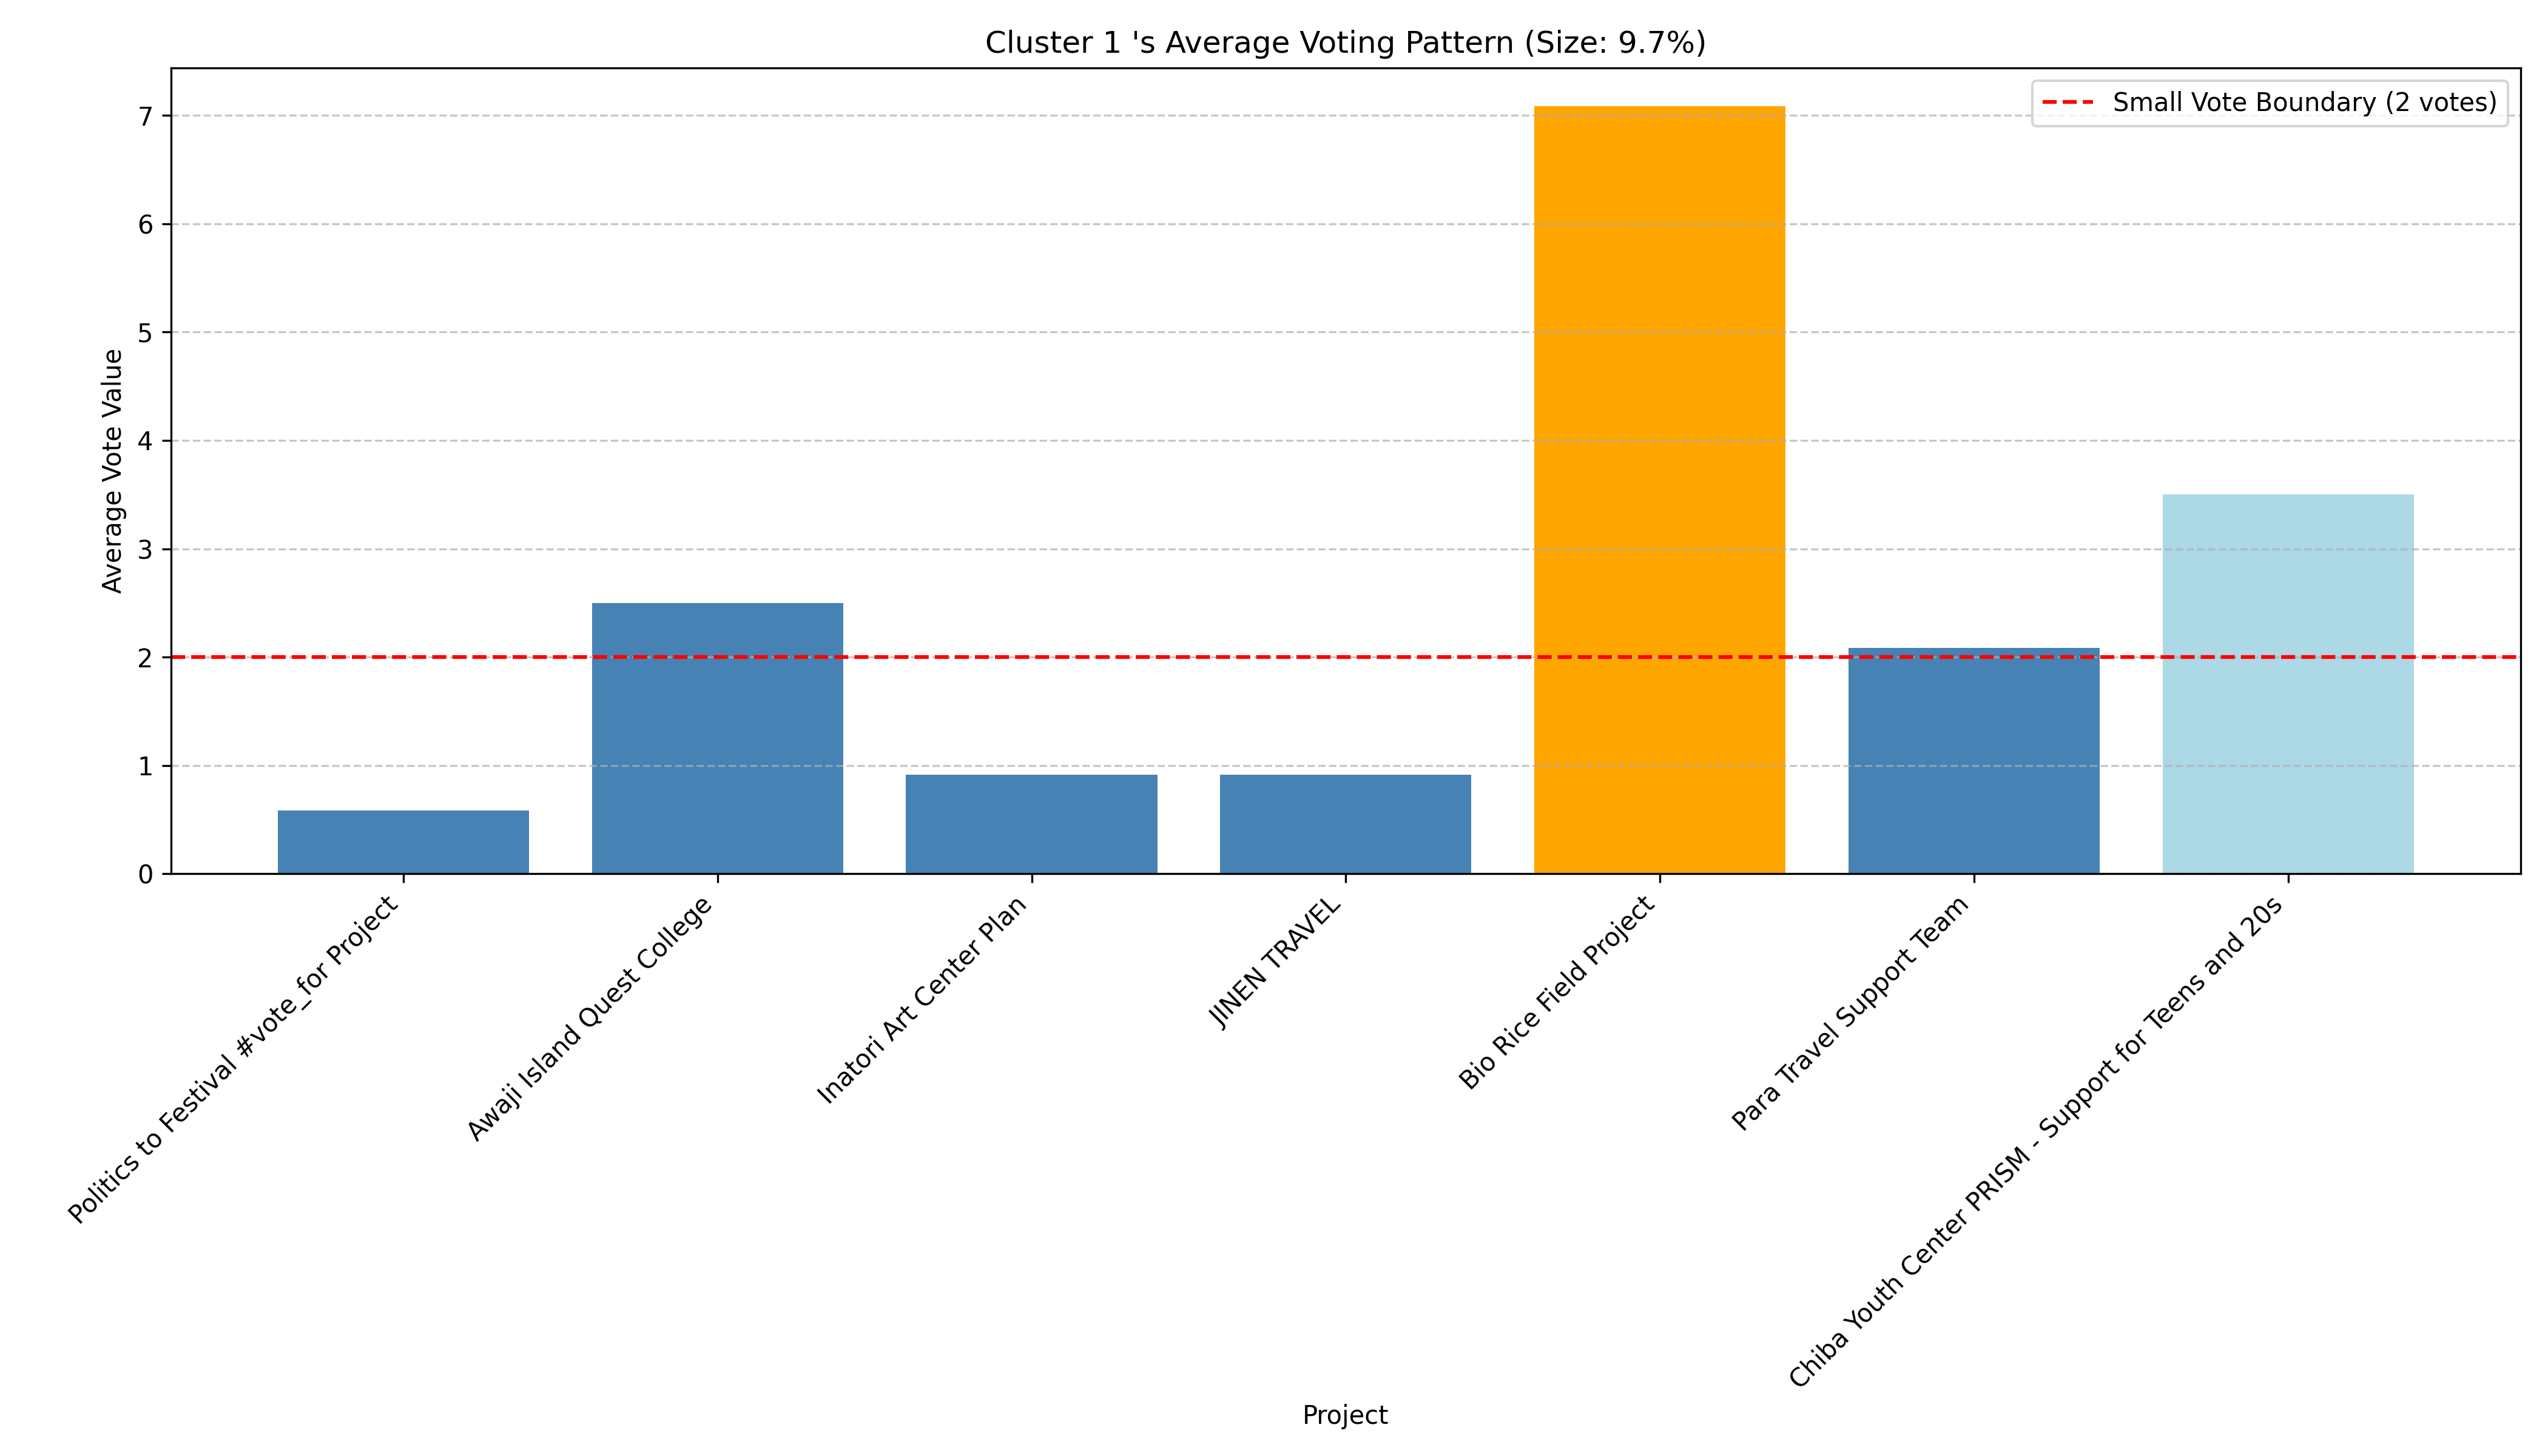 Cluster 1 's Average Voting Pattern (Size: 9.7%)
Small Vote Boundary (2 votes)
Average Vote Value
7
6
5
4
3
2
1
0
Politics to Festival #vote_for Project
Awaji Island Quest College
Inatori Art Center Plan
JINEN TRAVEL
Bio Rice Field Project
Para Travel Support Team
Chiba Youth Center PRISM - Support for Teens and 20s
Project